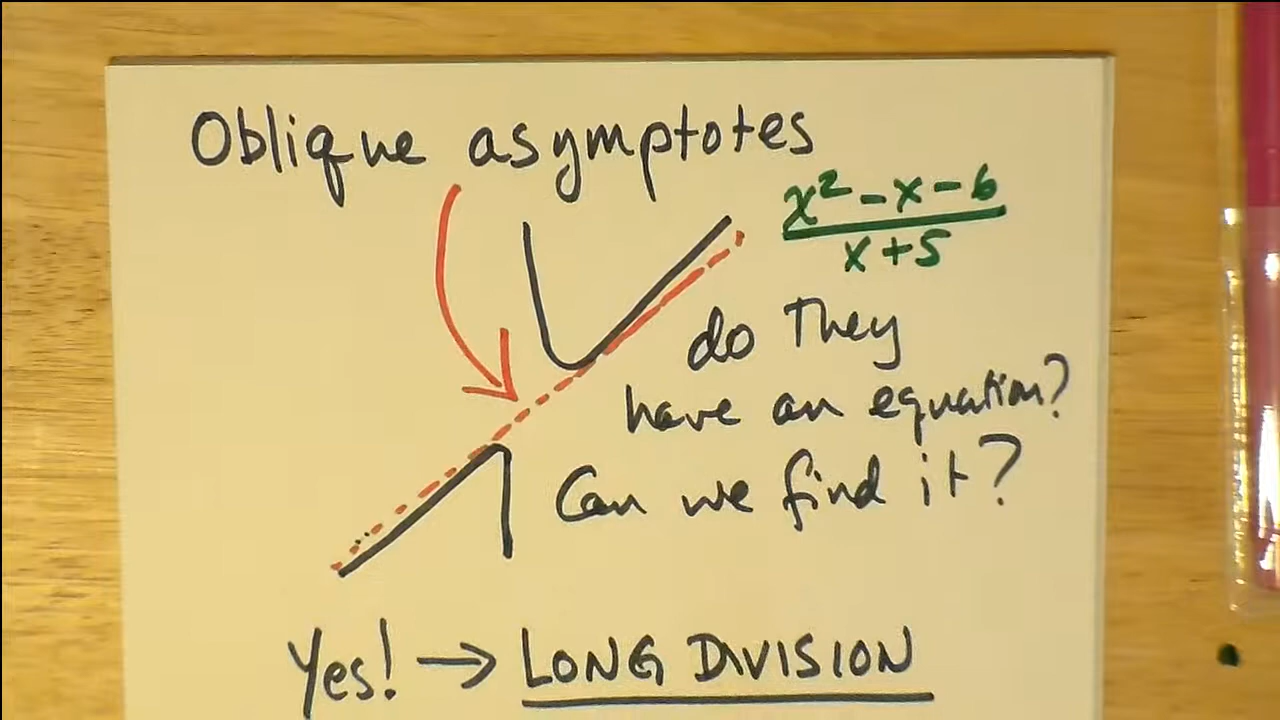 Oblique asymptotes
x² - x - 6
x + 5
do They
have an equation?
Can we find it?
Yes! → LONG DIVISION